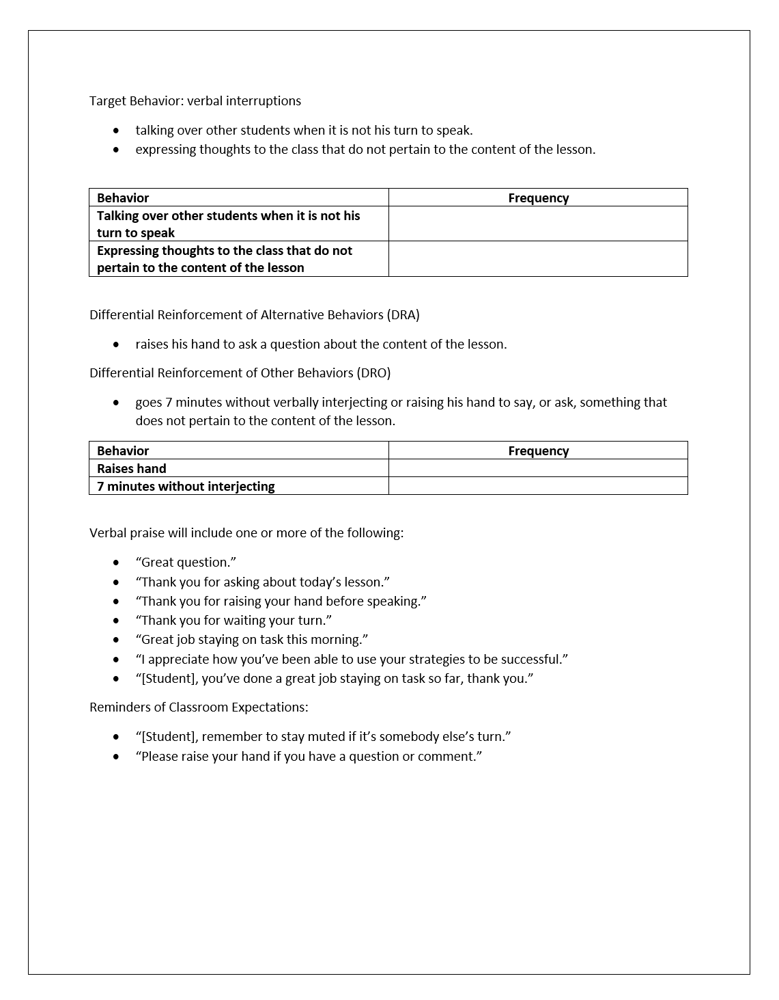 Target Behavior: verbal interruptions
• talking over other students when it is not his turn to speak.
• expressing thoughts to the class that do not pertain to the content of the lesson.
Behavior Frequency
Talking over other students when it is not his
turn to speak
Expressing thoughts to the class that do not
pertain to the content of the lesson
Differential Reinforcement of Alternative Behaviors (DRA)
• raises his hand to ask a question about the content of the lesson.
Differential Reinforcement of Other Behaviors (DRO)
• goes 7 minutes without verbally interjecting or raising his hand to say, or ask, something that
does not pertain to the content of the lesson.
Behavior Frequency
Raises hand
7 minutes without interjecting
Verbal praise will include one or more of the following:
• “Great question.”
• “Thank you for asking about today’s lesson.”
• “Thank you for raising your hand before speaking.”
• “Thank you for waiting your turn.”
• “Great job staying on task this morning.”
• “I appreciate how you’ve been able to use your strategies to be successful.”
• “[Student], you’ve done a great job staying on task so far, thank you.”
Reminders of Classroom Expectations:
• “[Student], remember to stay muted if it’s somebody else’s turn.”
• “Please raise your hand if you have a question or comment.”